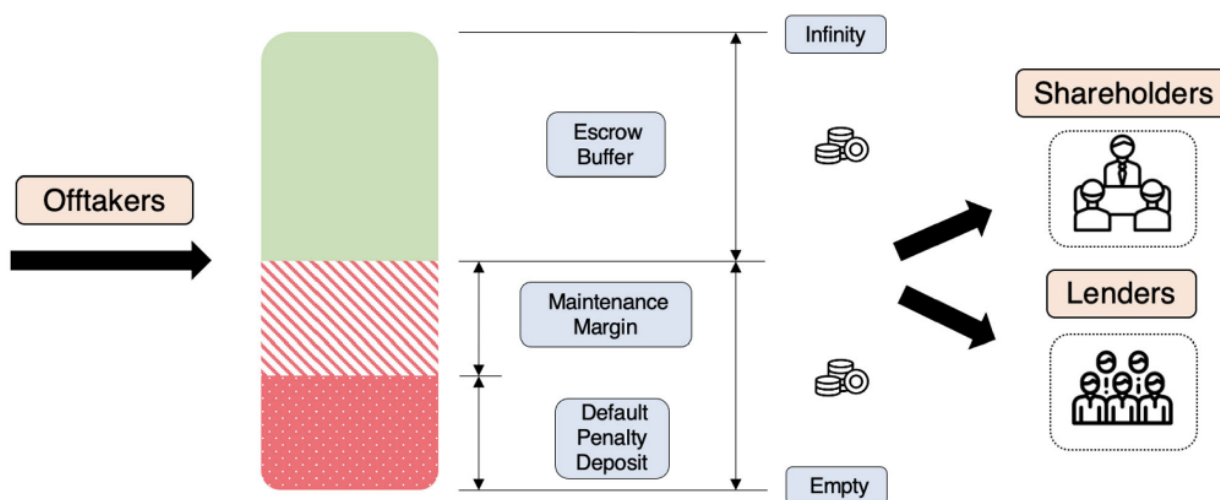 Offtakers
Escrow
Buffer
Maintenance
Margin
Default
Penalty
Deposit
Infinity
Empty
Shareholders
Lenders